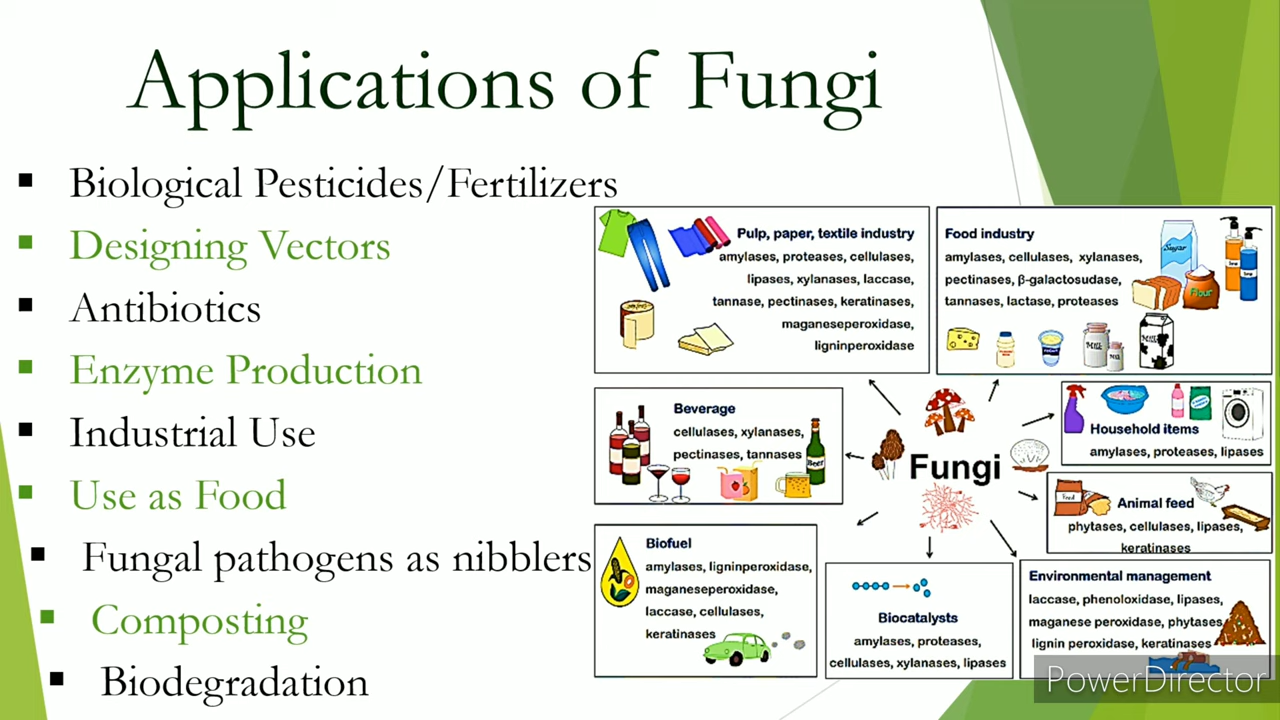 Applications of Fungi
Biological Pesticides/Fertilizers
Designing Vectors
Antibiotics
Enzyme Production
Industrial Use
Use as Food
Fungal pathogens as nibblers
Composting
Biodegradation
Pulp, paper, textile industry
amylases, proteases, cellulases,
lipases, xylanases, laccase,
tannase, pectinases, keratinases,
maganeseperoxidase,
ligninperoxidase
Food industry
amylases, cellulases, xylanases,
pectinases, β-galactosudase,
tannases, lactase, proteases
Sugar
Flour
Milk
Milk
Beverage
cellulases, xylanases,
pectinases, tannases
Beer
Fungi
Household items
amylases, proteases, lipases
Animal feed
phytases, cellulases, lipases,
keratinases
Food
Biofuel
amylases, ligninperoxidase,
maganeseperoxidase,
laccase, cellulases,
keratinases
Biocatalysts
amylases, proteases,
cellulases, xylanases, lipases
Environmental management
laccase, phenoloxidase, lipases,
maganese peroxidase, phytases
lignin peroxidase, keratinases
PowerDirector